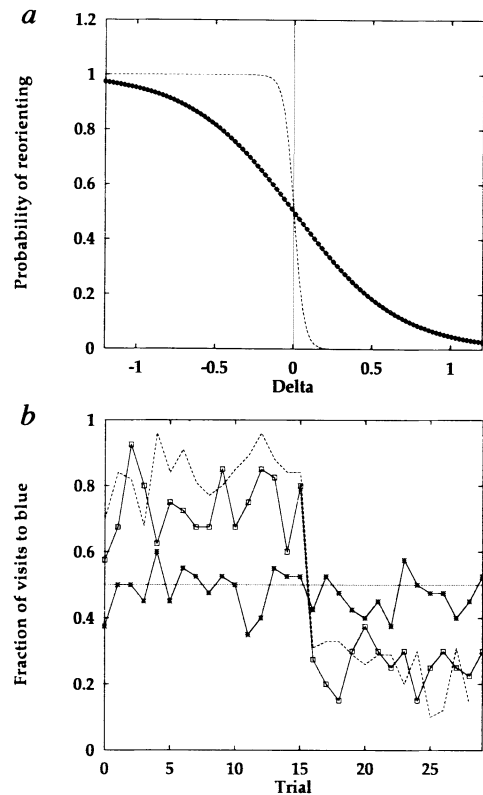 a
1.2
1
0.8
0.6
0.4
0.2
0
Probability of reorienting
-1 -0.5 0 0.5 1
Delta
b
1
0.8
0.6
0.4
0.2
0
Fraction of visits to blue
0 5 10 15 20 25
Trial